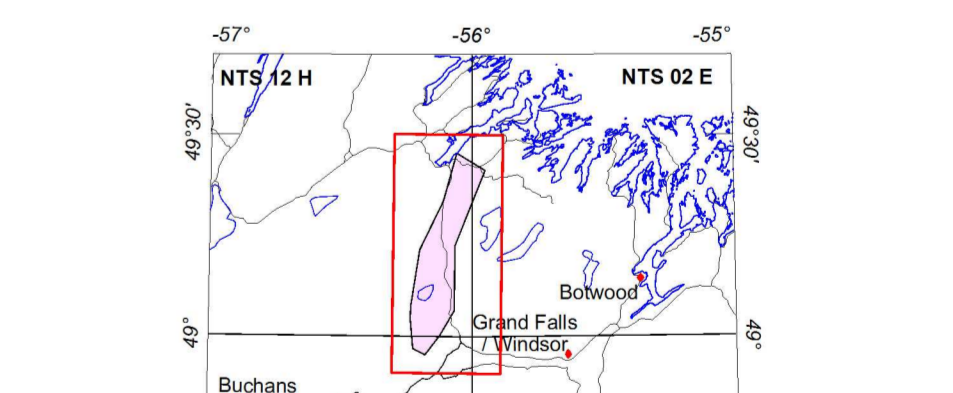 -57° -56° -55°
NTS 12 H NTS 02 E
49°30' 49°30'
Botwood
Grand Falls
/ Windsor
49° 49°
Buchans